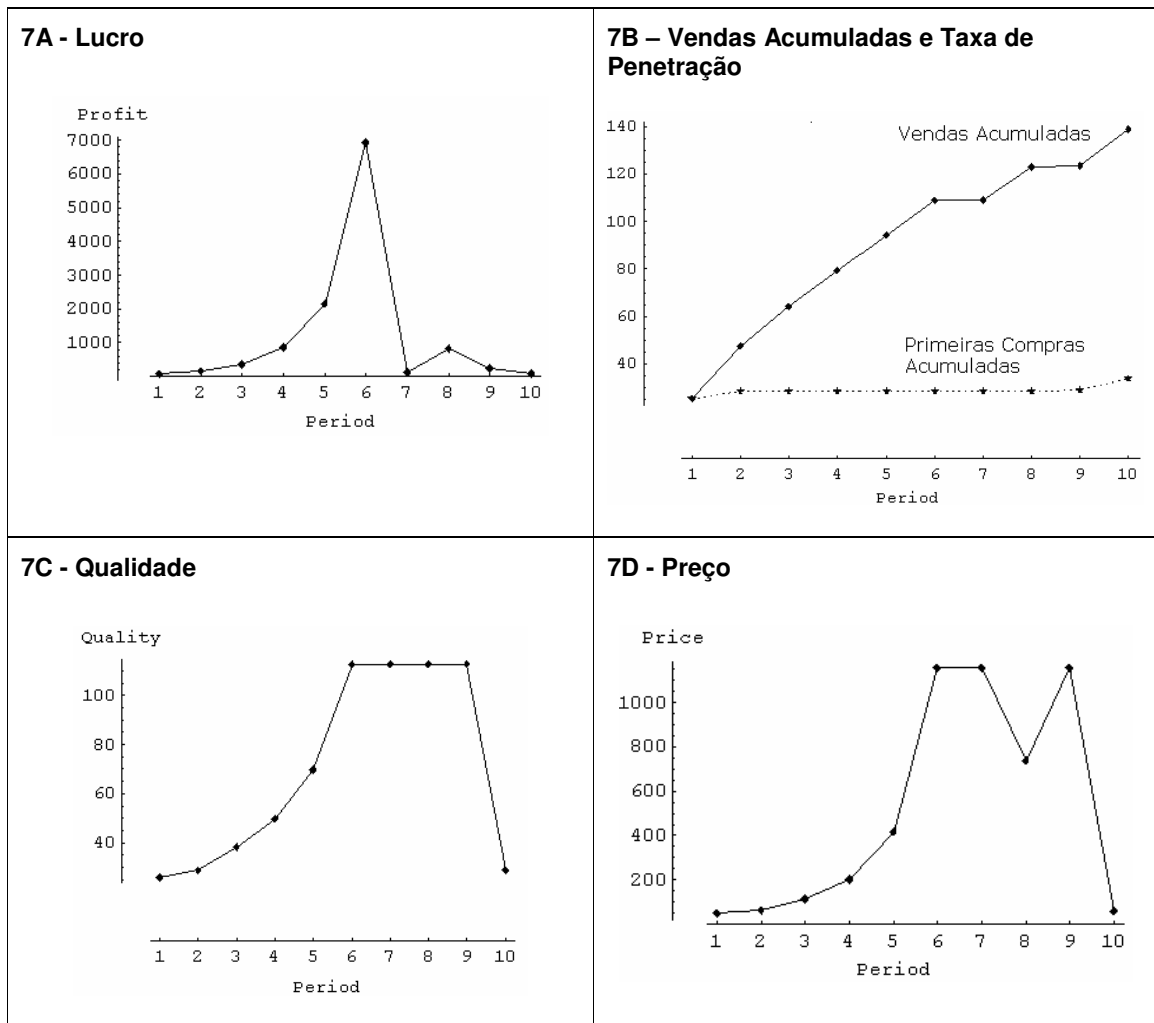 7A - Lucro
Profit
7000
6000
5000
4000
3000
2000
1000
1 2 3 4 5 6 7 8 9 10
Period
7B – Vendas Acumuladas e Taxa de
Penetração
140
Vendas Acumuladas
120
100
80
60
40
Primeiras Compras
Acumuladas
1 2 3 4 5 6 7 8 9 10
Period
7C - Qualidade
Quality
100
80
60
40
1 2 3 4 5 6 7 8 9 10
Period
7D - Preço
Price
1000
800
600
400
200
1 2 3 4 5 6 7 8 9 10
Period